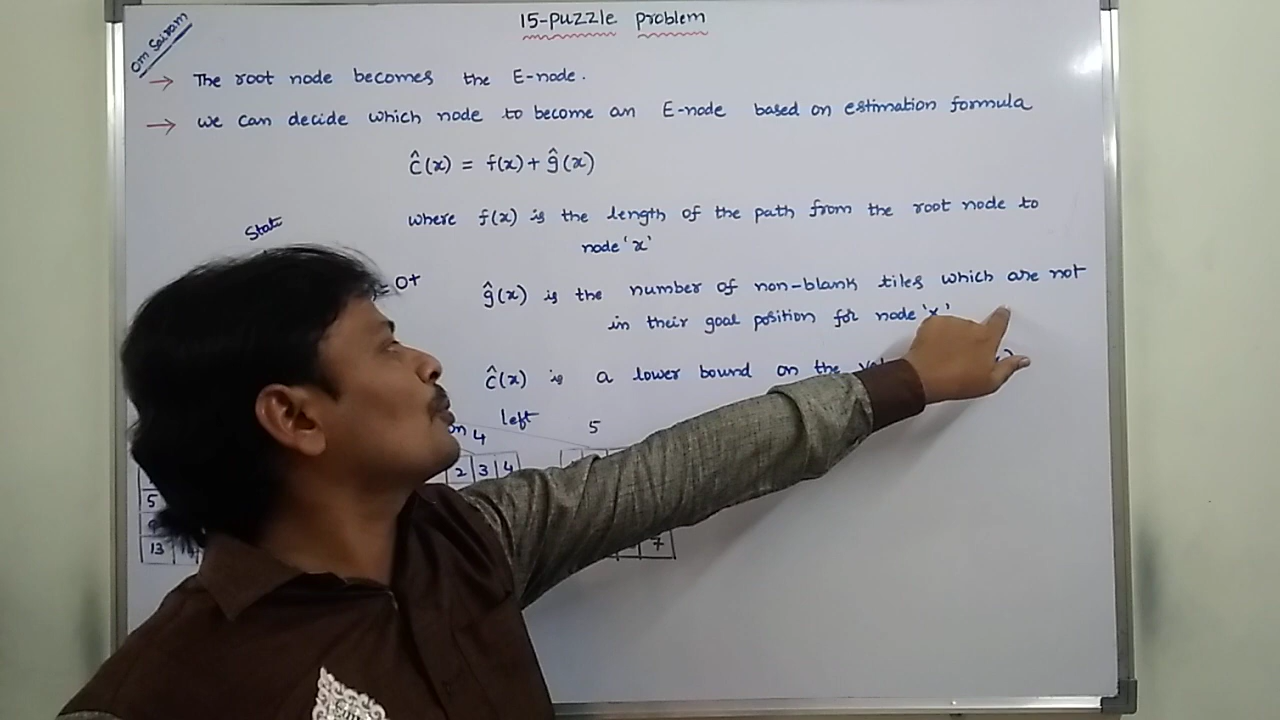 15-puzzle problem
om Sairam
→ The root node becomes the E-node.
→ we can decide which node to become an E-node based on estimation formula
ĉ(x) = f(x) + ĝ(x)
where f(x) is the length of the path from the root node to
node 'x'
State
0+
ĝ(x) is the number of non-blank tiles which are not
in their goal position for node 'x'
ĉ(x) is a lower bound on the
left
4
5
2 3 4
5
13
7